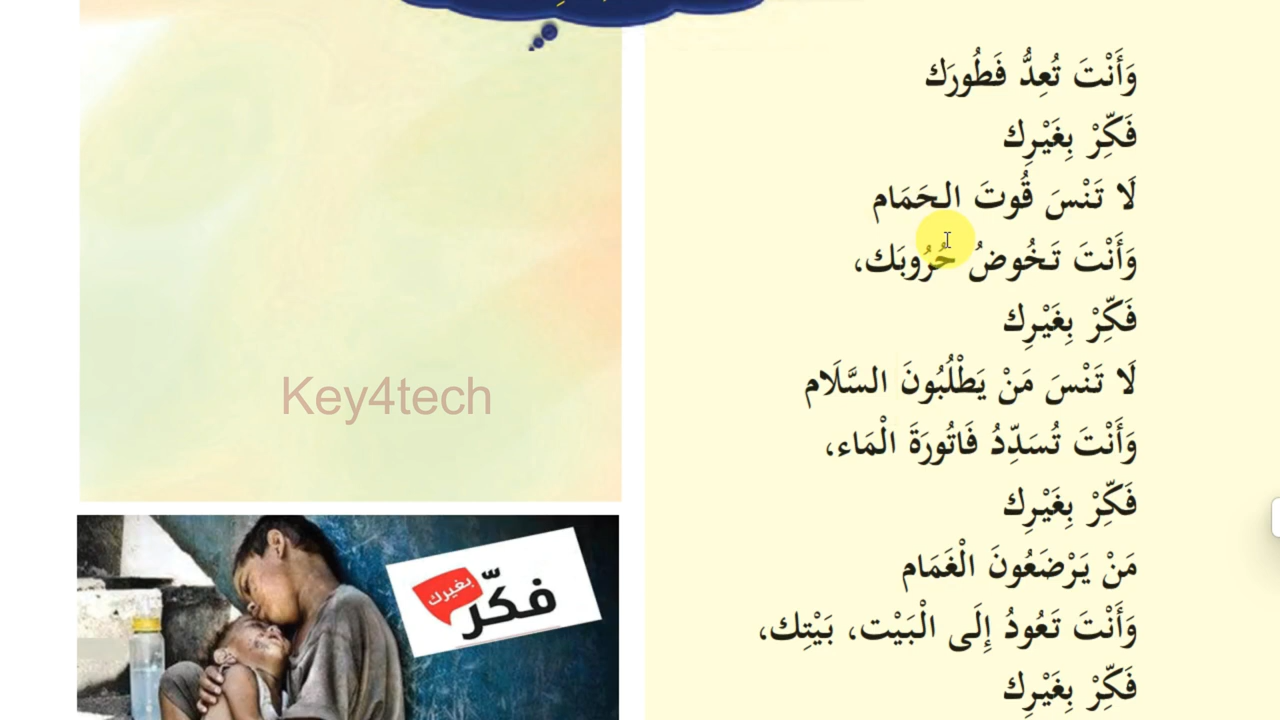 وَأَنْتَ تُعِدُّ فَطُورَك
فَكِّرْ بِغَيْرِك
لَا تَنْسَ قُوتَ الحَمَام
وَأَنْتَ تَخُوضُ حُرُوبَك،
فَكِّرْ بِغَيْرِك
لَا تَنْسَ مَنْ يَطْلُبُونَ السَّلَام
وَأَنْتَ تُسَدِّدُ فَاتُورَةَ الْمَاء،
فَكِّرْ بِغَيْرِك
مَنْ يَرْضَعُونَ الْغَمَام
وَأَنْتَ تَعُودُ إِلَى الْبَيْت، بَيْتِك،
فَكِّرْ بِغَيْرِك
Key4tech
فكّر
بغيرك